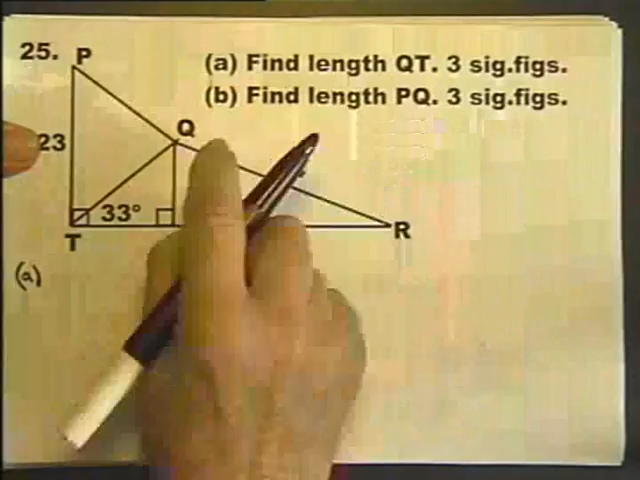 25. P
(a) Find length QT. 3 sig.figs.
(b) Find length PQ. 3 sig.figs.
Q
23
33°
T
R
(a)